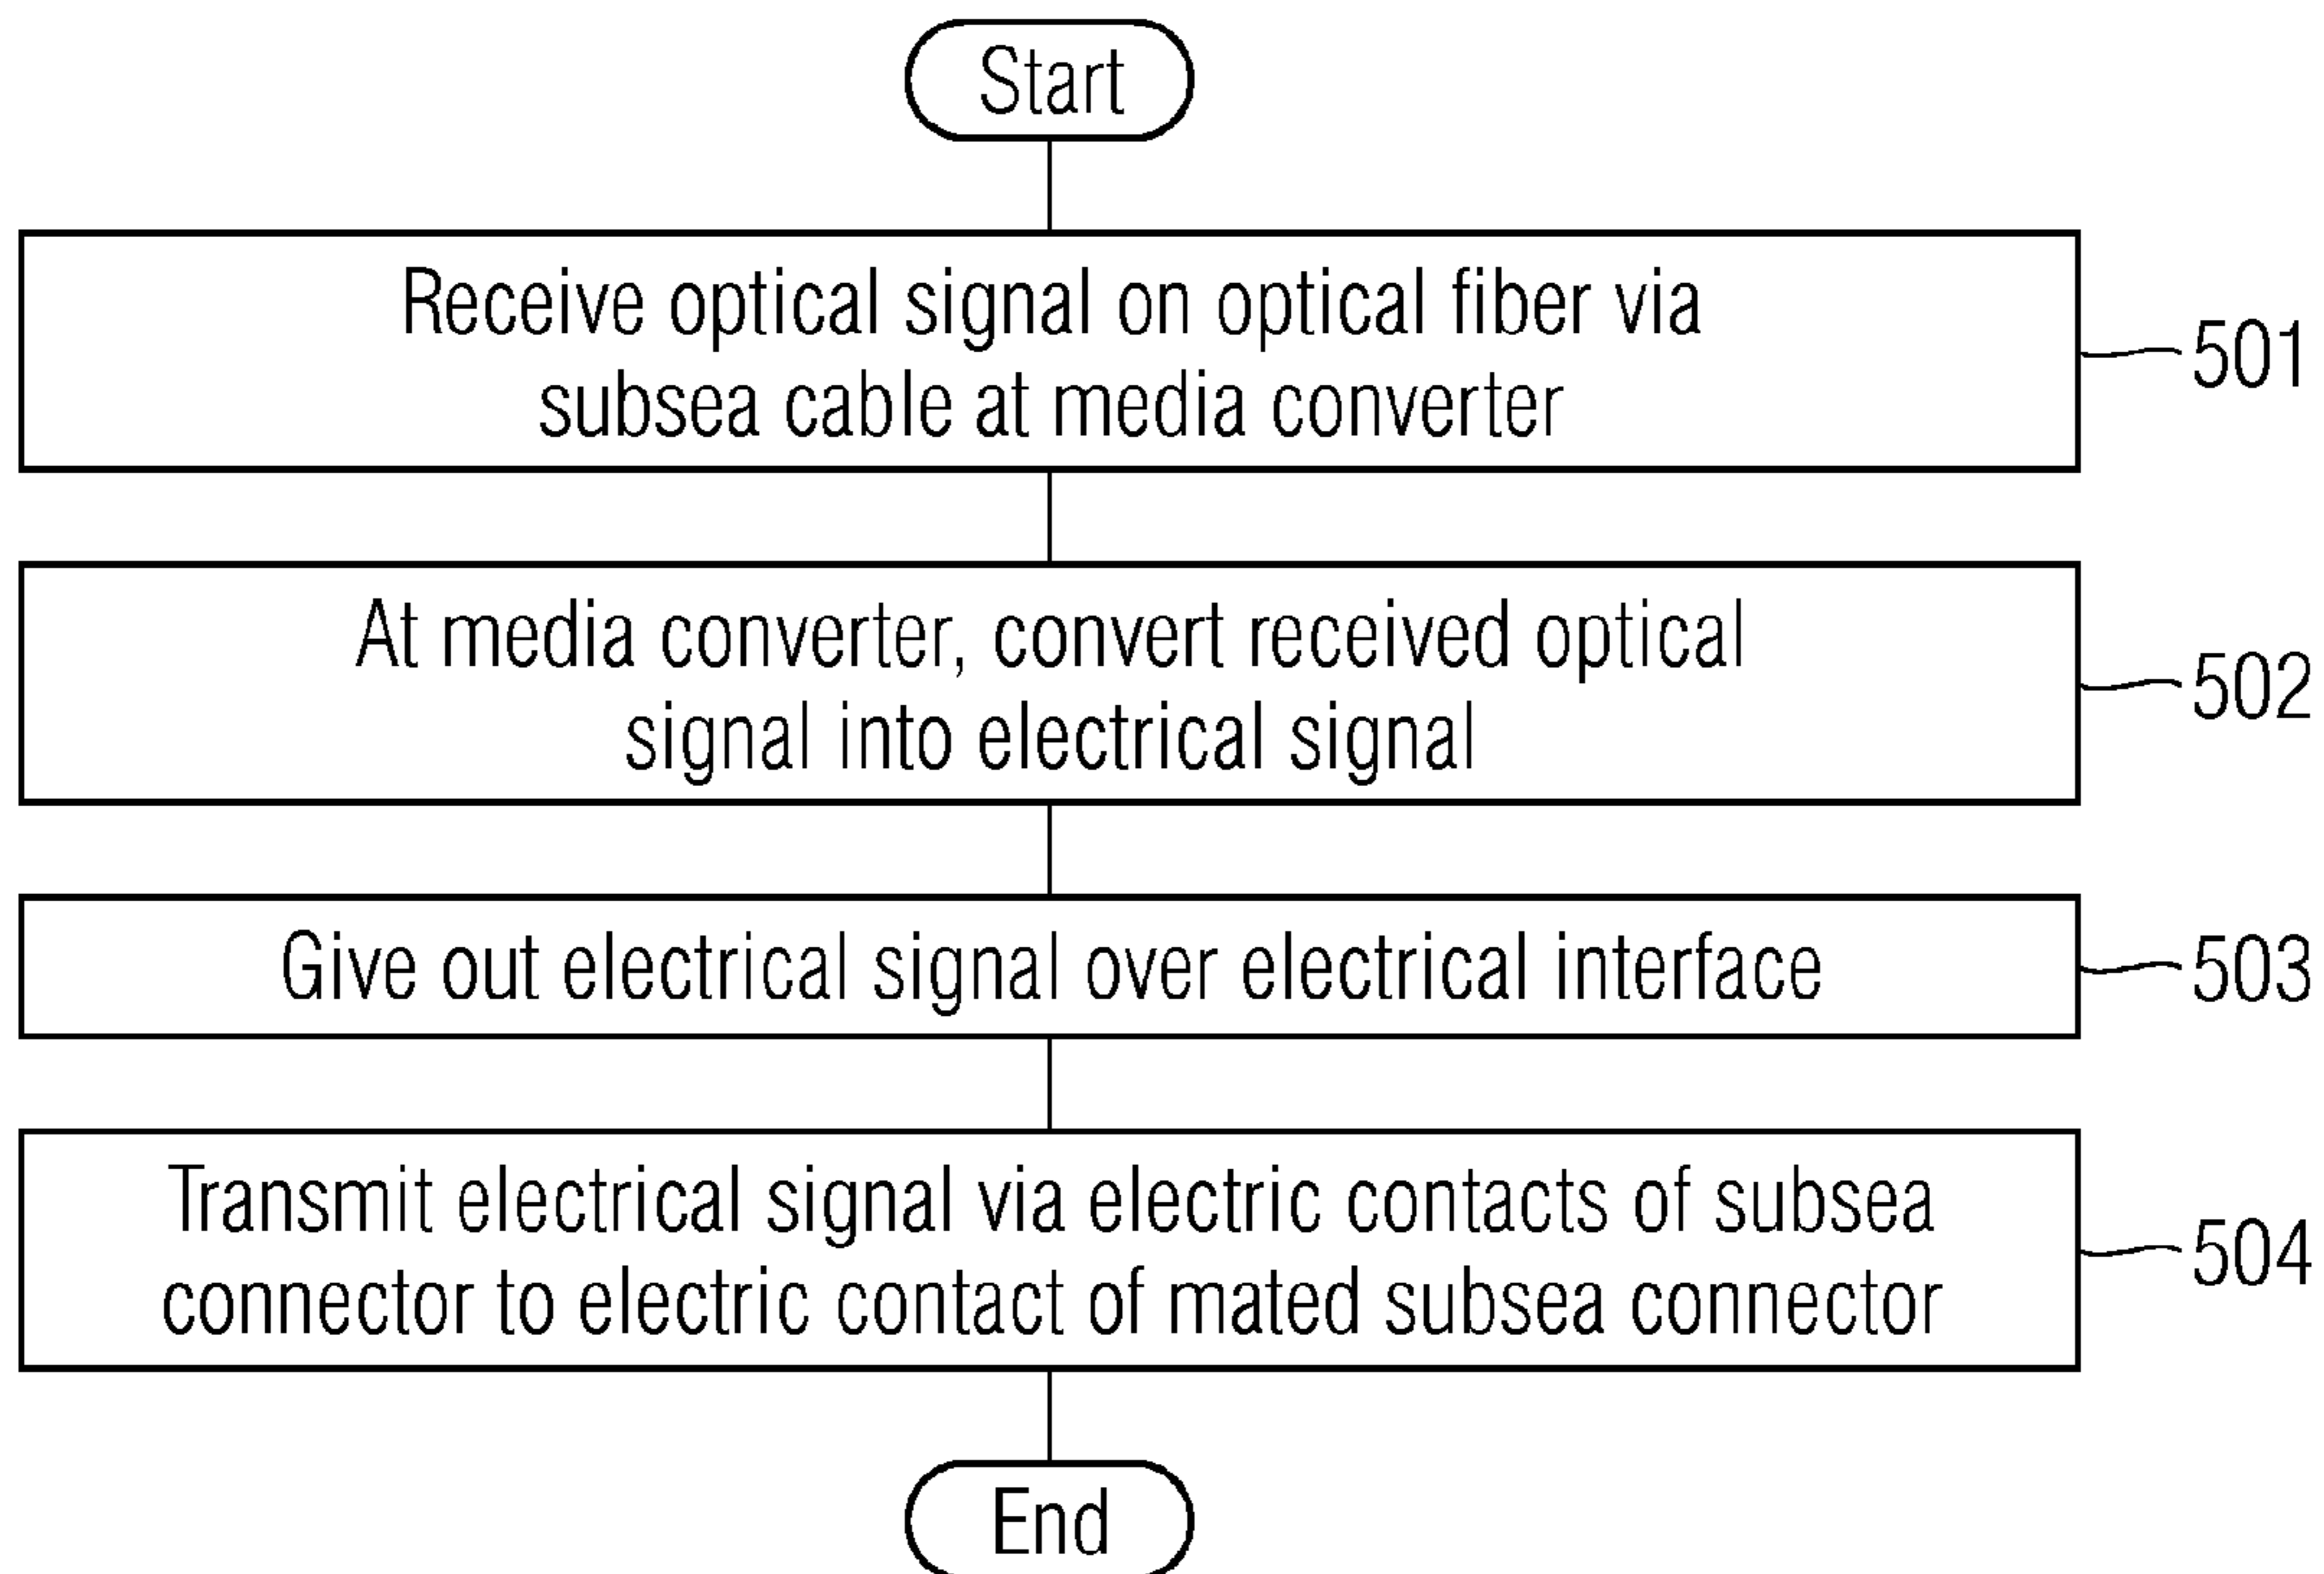 Start
Receive optical signal on optical fiber via
subsea cable at media converter
501
At media converter, convert received optical
signal into electrical signal
502
Give out electrical signal over electrical interface
503
Transmit electrical signal via electric contacts of subsea
connector to electric contact of mated subsea connector
504
End